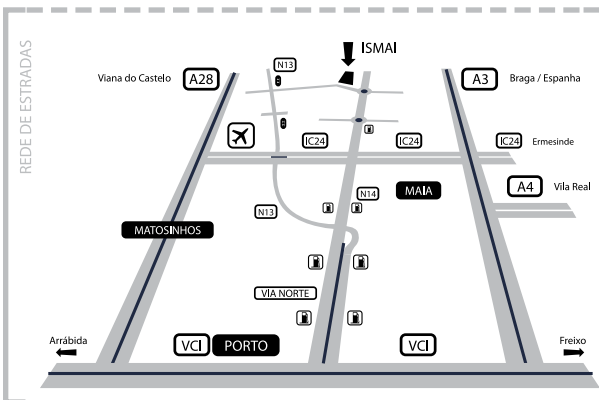 REDE DE ESTRADAS
ISMAI
N13
Viana do Castelo
A28
A3
Braga / Espanha
IC24
IC24
IC24
Ermesinde
A4
Vila Real
N14
MAIA
N13
MATOSINHOS
VÍA NORTE
Arrábida
VCI
PORTO
VCI
Freixo